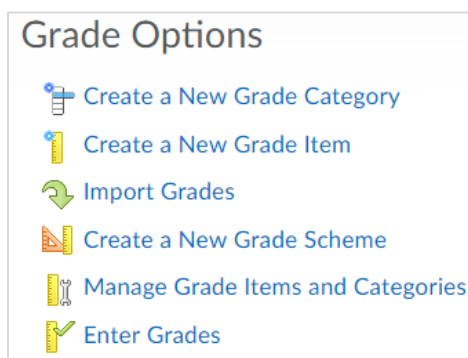 Grade Options
Create a New Grade Category
Create a New Grade Item
Import Grades
Create a New Grade Scheme
Manage Grade Items and Categories
Enter Grades